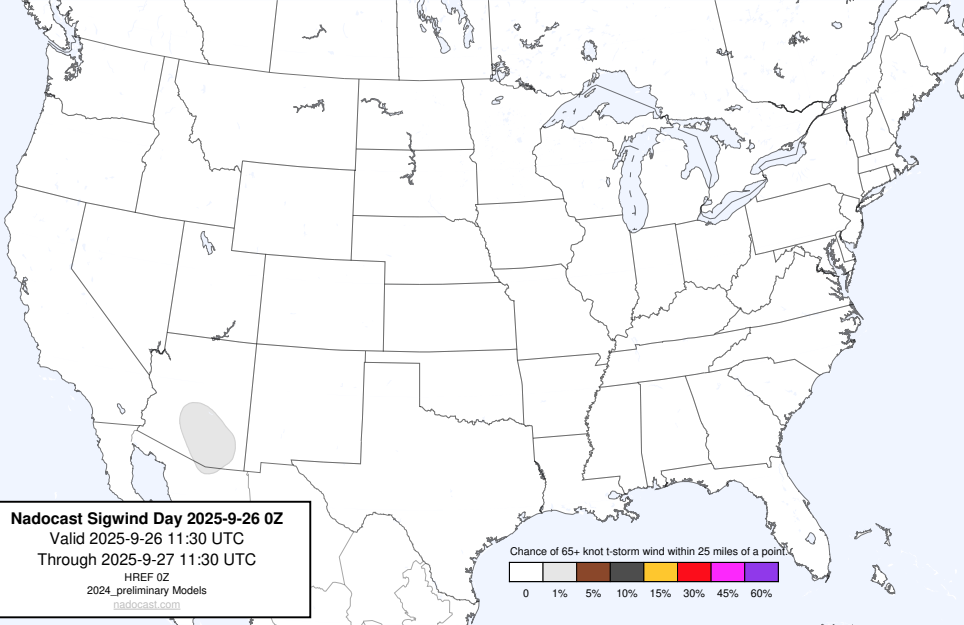 Nadocast Sigwind Day 2025-9-26 0Z
Valid 2025-9-26 11:30 UTC
Through 2025-9-27 11:30 UTC
HREF 0Z
2024_preliminary Models
nadocast.com
Chance of 65+ knot t-storm wind within 25 miles of a point.
0 1% 5% 10% 15% 30% 45% 60%